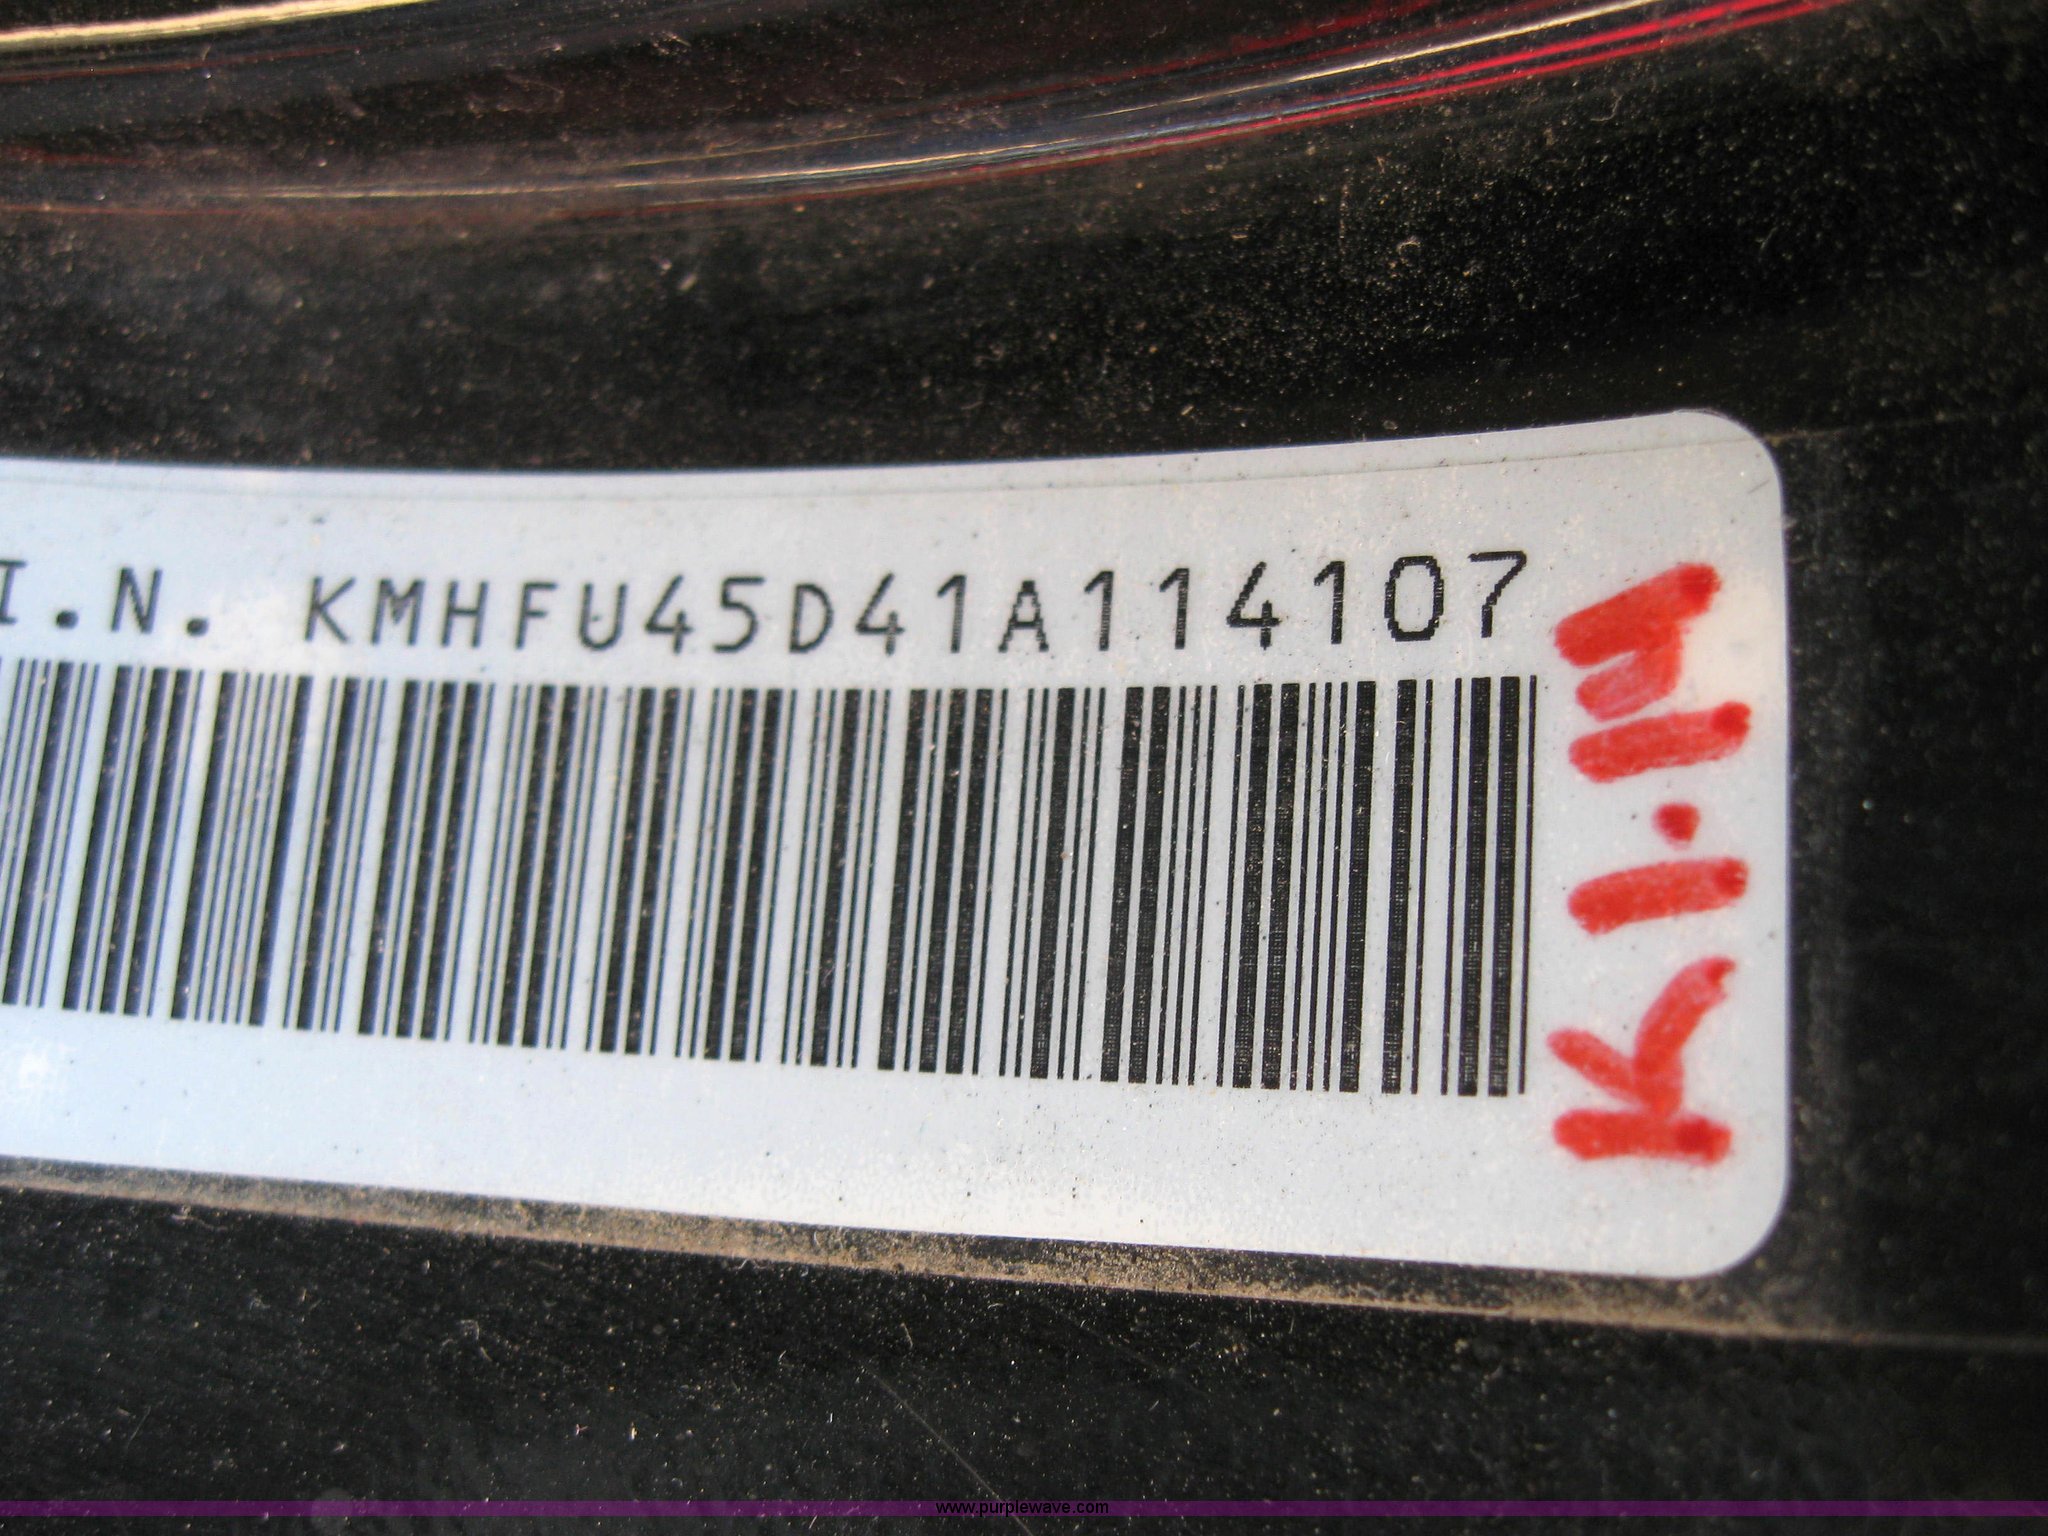 I.N. KMHFU45D41A114107
K1.14
www.purplewave.com